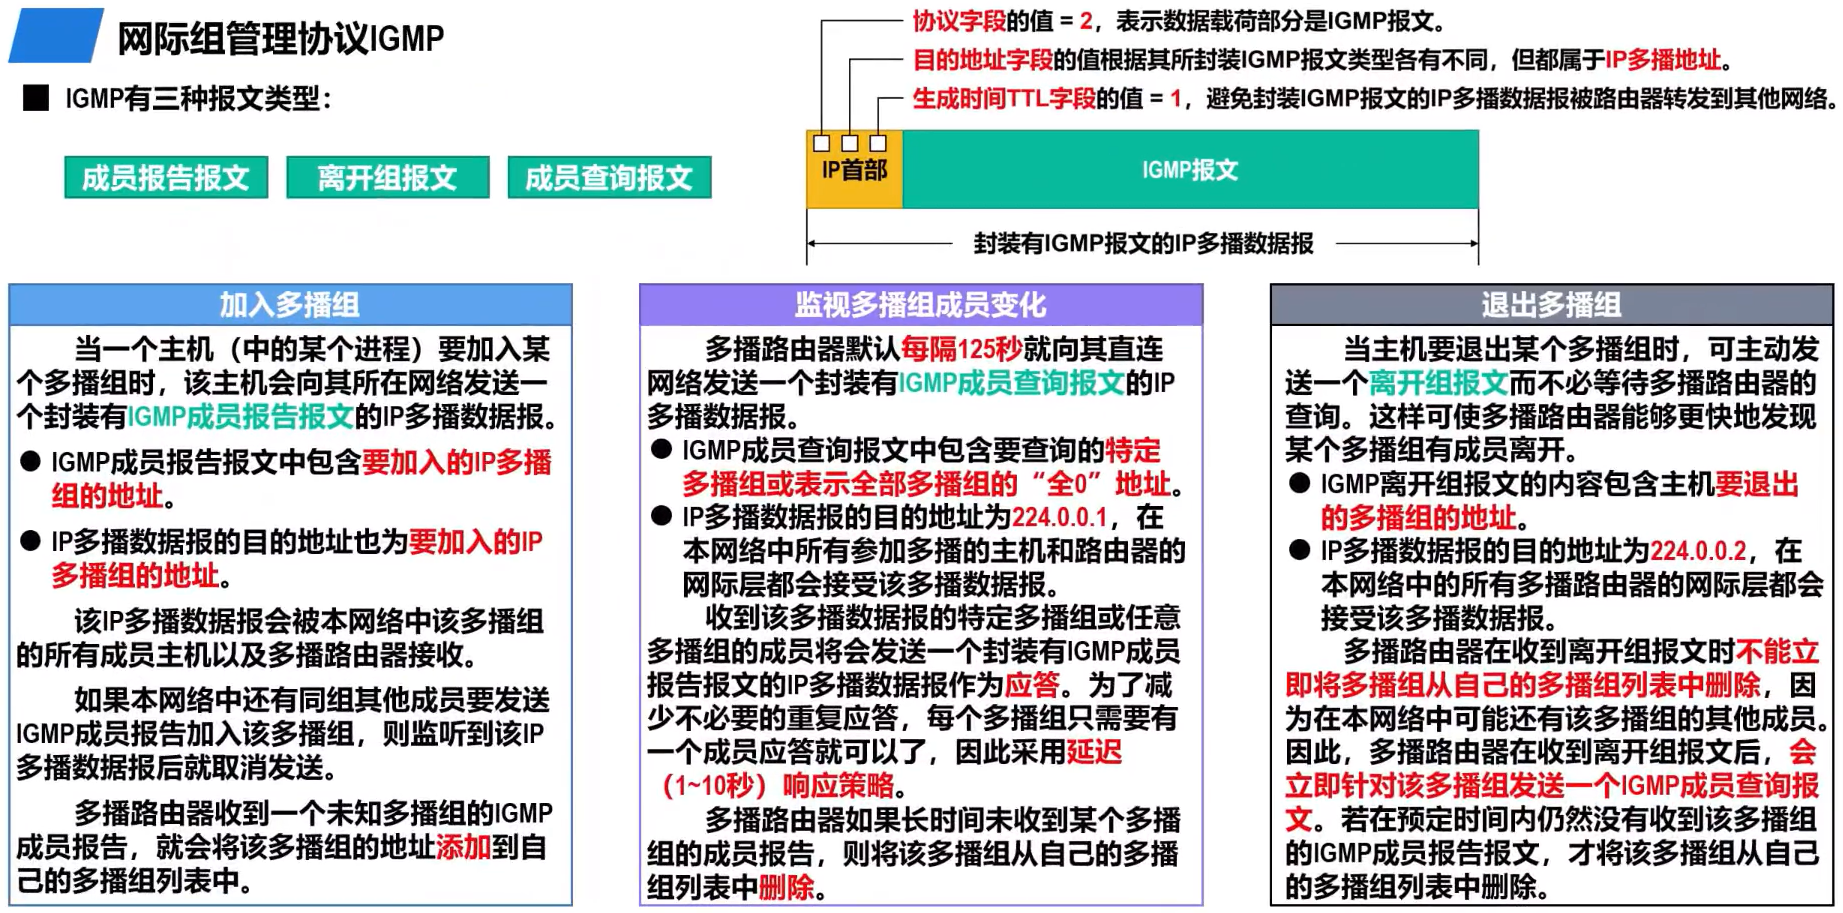 网际组管理协议IGMP
IGMP有三种报文类型：
成员报告报文
离开组报文
成员查询报文
协议字段的值 = 2，表示数据载荷部分是IGMP报文。
目的地址字段的值根据其所封装IGMP报文类型各有不同，但都属于IP多播地址。
生成时间TTL字段的值 = 1，避免封装IGMP报文的IP多播数据报被路由器转发到其他网络。
IP首部
IGMP报文
封装有IGMP报文的IP多播数据报
加入多播组
当一个主机（中的某个进程）要加入某
个多播组时，该主机会向其所在网络发送一
个封装有IGMP成员报告报文的IP多播数据报。
● IGMP成员报告报文中包含要加入的IP多播
组的地址。
● IP多播数据报的目的地址也为要加入的IP
多播组的地址。
该IP多播数据报会被本网络中该多播组
的所有成员主机以及多播路由器接收。
如果本网络中还有同组其他成员要发送
IGMP成员报告加入该多播组，则监听到该IP
多播数据报后就取消发送。
多播路由器收到一个未知多播组的IGMP
成员报告，就会将该多播组的地址添加到自
己的多播组列表中。
监视多播组成员变化
多播路由器默认每隔125秒就向其直连
网络发送一个封装有IGMP成员查询报文的IP
多播数据报。
● IGMP成员查询报文中包含要查询的特定
多播组或表示全部多播组的“全0”地址。
● IP多播数据报的目的地址为224.0.0.1，在
本网络中所有参加多播的主机和路由器的
网际层都会接受该多播数据报。
收到该多播数据报的特定多播组或任意
多播组的成员将会发送一个封装有IGMP成员
报告报文的IP多播数据报作为应答。为了减
少不必要的重复应答，每个多播组只需要有
一个成员应答就可以了，因此采用延迟
（1~10秒）响应策略。
多播路由器如果长时间未收到某个多播
组的成员报告，则将该多播组从自己的多播
组列表中删除。
退出多播组
当主机要退出某个多播组时，可主动发
送一个离开组报文而不必等待多播路由器的
查询。这样可使多播路由器能够更快地发现
某个多播组有成员离开。
● IGMP离开组报文的内容包含主机要退出
的多播组的地址。
● IP多播数据报的目的地址为224.0.0.2，在
本网络中的所有多播路由器的网际层都会
接受该多播数据报。
多播路由器在收到离开组报文时不能立
即将多播组从自己的多播组列表中删除，因
为在本网络中可能还有该多播组的其他成员。
因此，多播路由器在收到离开组报文后，会
立即针对该多播组发送一个IGMP成员查询报
文。若在预定时间内仍然没有收到该多播组
的IGMP成员报告报文，才将该多播组从自己
的多播组列表中删除。